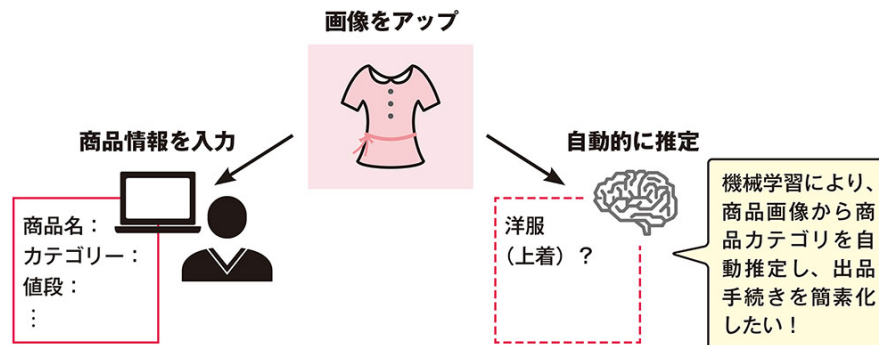 画像をアップ
商品情報を入力
自動的に推定
商品名：
カテゴリー：
値段：
⋮
洋服
（上着）？
機械学習により、
商品画像から商
品カテゴリを自
動推定し、出品
手続きを簡素化
したい！